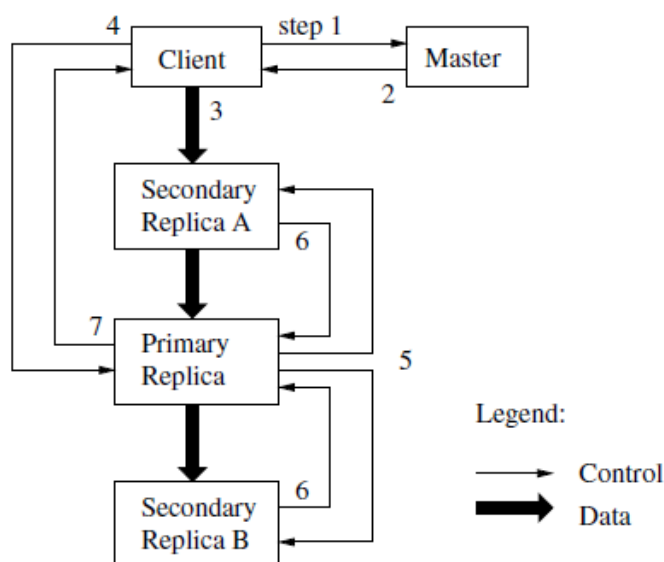 4
step 1
Client
Master
2
3
Secondary
Replica A
6
7
Primary
Replica
5
Legend:
Control
6
Secondary
Replica B
Data